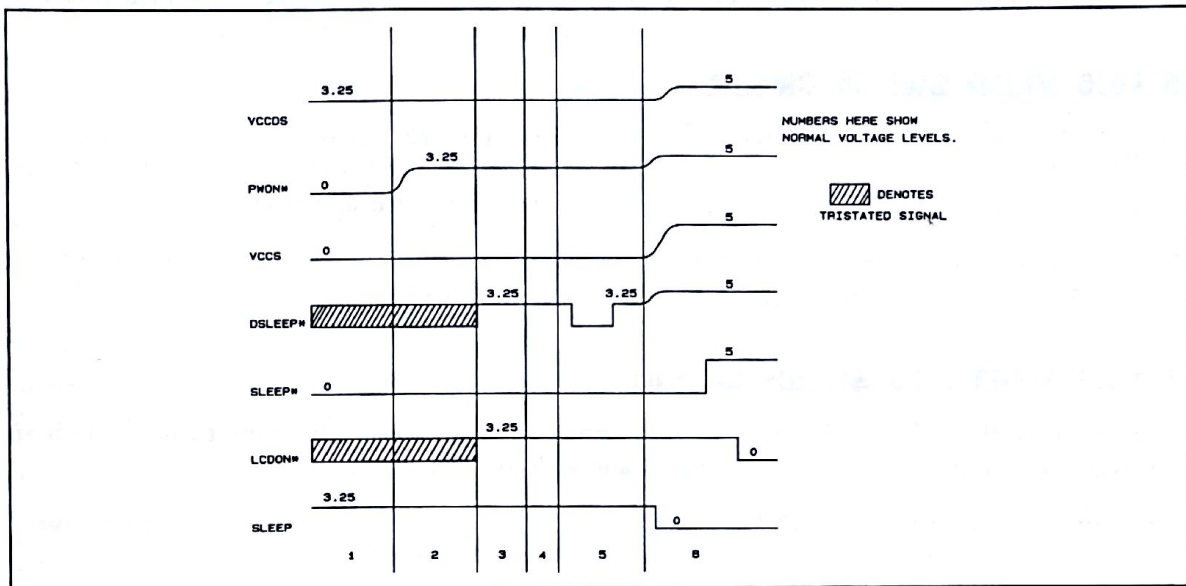 3.25
5
VCCDS
NUMBERS HERE SHOW
NORMAL VOLTAGE LEVELS.
3.25
5
PWON*
0
DENOTES
TRISTATED SIGNAL
5
VCCS
0
3.25
3.25
5
DSLEEP*
5
SLEEP*
0
3.25
LCDON*
0
3.25
SLEEP
0
1 2 3 4 5 6